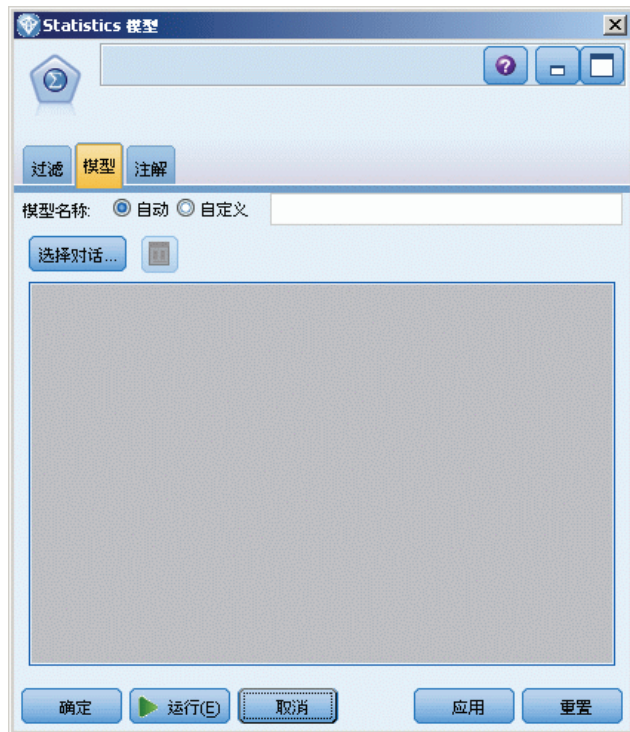 Statistics 模型
Σ
过滤 模型 注解
模型名称: 自动 自定义
选择对话...
确定 运行(E) 取消 应用 重置